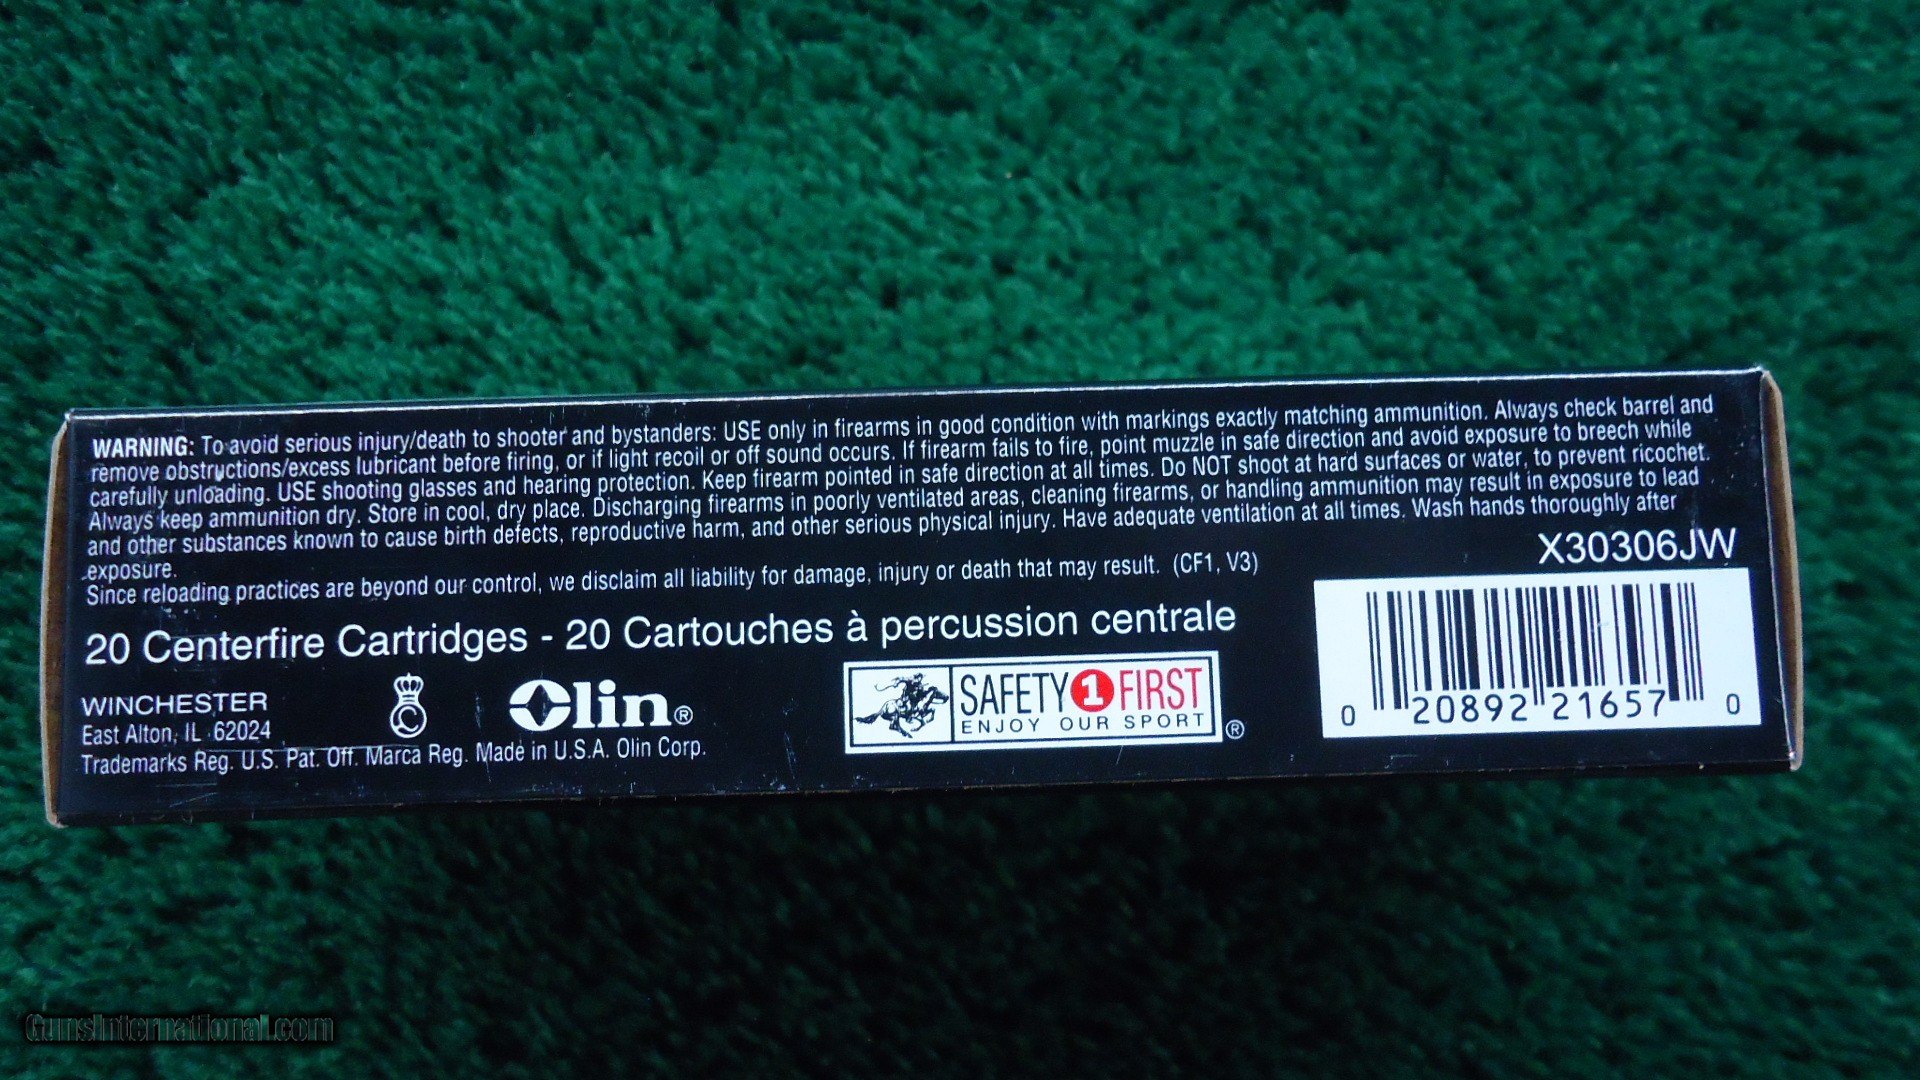 WARNING: To avoid serious injury/death to shooter and bystanders: USE only in firearms in good condition with markings exactly matching ammunition. Always check barrel and
remove obstructions/excess lubricant before firing, or if light recoil or off sound occurs. If firearm fails to fire, point muzzle in safe direction and avoid exposure to breech while
carefully unloading. USE shooting glasses and hearing protection. Keep firearm pointed in safe direction at all times. Do NOT shoot at hard surfaces or water, to prevent ricochet.
Always keep ammunition dry. Store in cool, dry place. Discharging firearms in poorly ventilated areas, cleaning firearms, or handling ammunition may result in exposure to lead
and other substances known to cause birth defects, reproductive harm, and other serious physical injury. Have adequate ventilation at all times. Wash hands thoroughly after
exposure.
Since reloading practices are beyond our control, we disclaim all liability for damage, injury or death that may result. (CF1, V3)
X30306JW
20 Centerfire Cartridges - 20 Cartouches à percussion centrale
WINCHESTER
East Alton, IL 62024
Trademarks Reg. U.S. Pat. Off. Marca Reg. Made in U.S.A. Olin Corp.
Olin®
SAFETY 1 FIRST
ENJOY OUR SPORT ®
0 20892 21657 0
GunsInternational.com